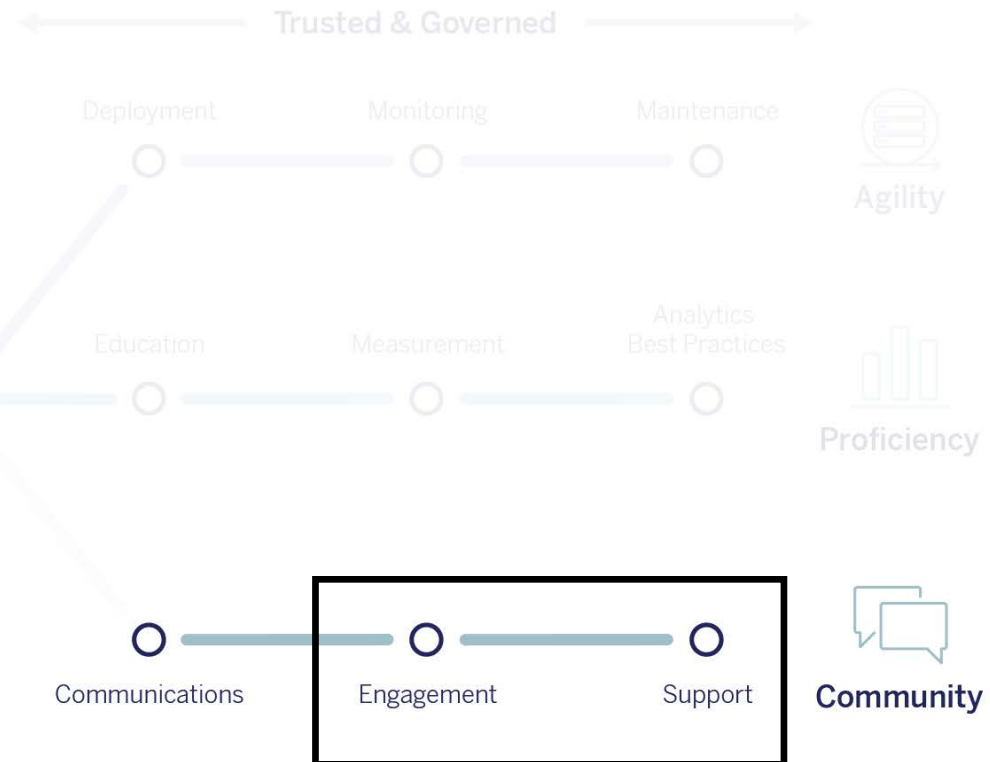 Trusted & Governed
Deployment
Monitoring
Maintenance
Agility
Education
Measurement
Analytics
Best Practices
Proficiency
Communications
Engagement
Support
Community